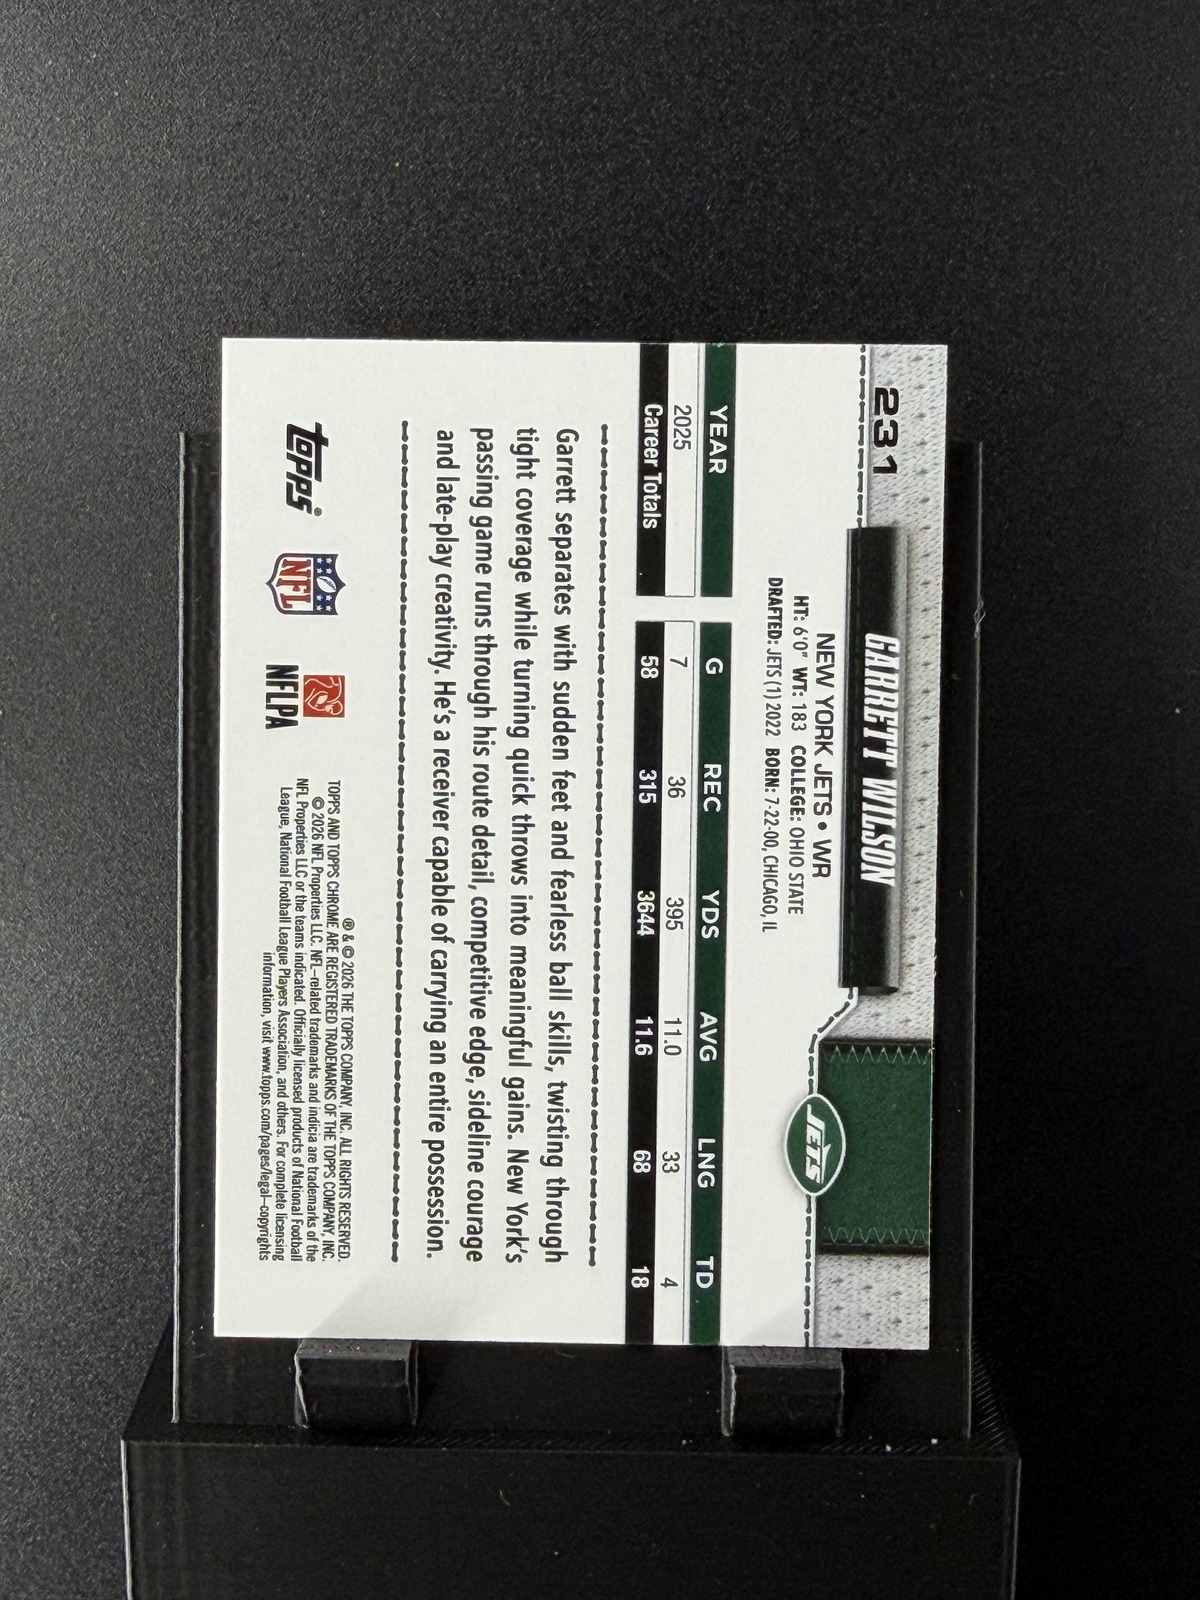 231
GARRETT WILSON
NEW YORK JETS • WR
HT: 6'0" WT: 183 COLLEGE: OHIO STATE
DRAFTED: JETS (1) 2022 BORN: 7-22-00, CHICAGO, IL
JETS
YEAR G REC YDS AVG LNG TD
2025 7 36 395 11.0 33 4
Career Totals 58 315 3644 11.6 68 18
Garrett separates with sudden feet and fearless ball skills, twisting through
tight coverage while turning quick throws into meaningful gains. New York's
passing game runs through his route detail, competitive edge, sideline courage
and late-play creativity. He's a receiver capable of carrying an entire possession.
topps®
NFL
NFLPA
® & © 2026 THE TOPPS COMPANY, INC. ALL RIGHTS RESERVED.
TOPPS AND TOPPS CHROME ARE REGISTERED TRADEMARKS OF THE TOPPS COMPANY, INC.
© 2026 NFL Properties LLC. NFL-related trademarks and indicia are trademarks of the
NFL Properties LLC or the teams indicated. Officially licensed products of National Football
League, National Football League Players Association, and others. For complete licensing
information, visit www.topps.com/pages/legal-copyrights